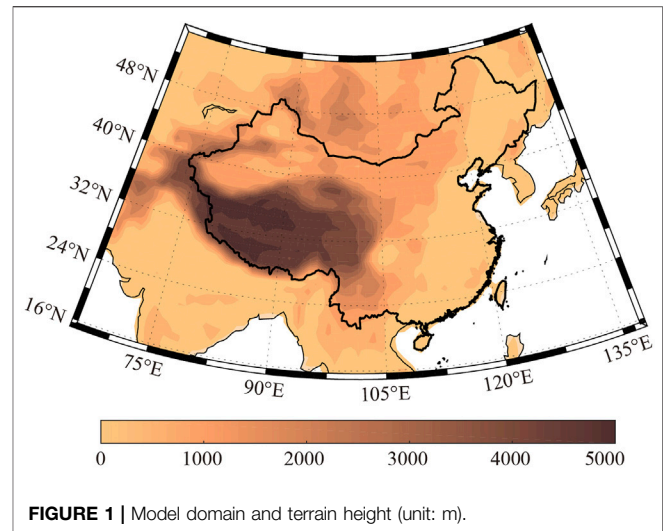 48°N
40°N
32°N
24°N
16°N
75°E
90°E
105°E
120°E
135°E
0 1000 2000 3000 4000 5000
FIGURE 1 | Model domain and terrain height (unit: m).